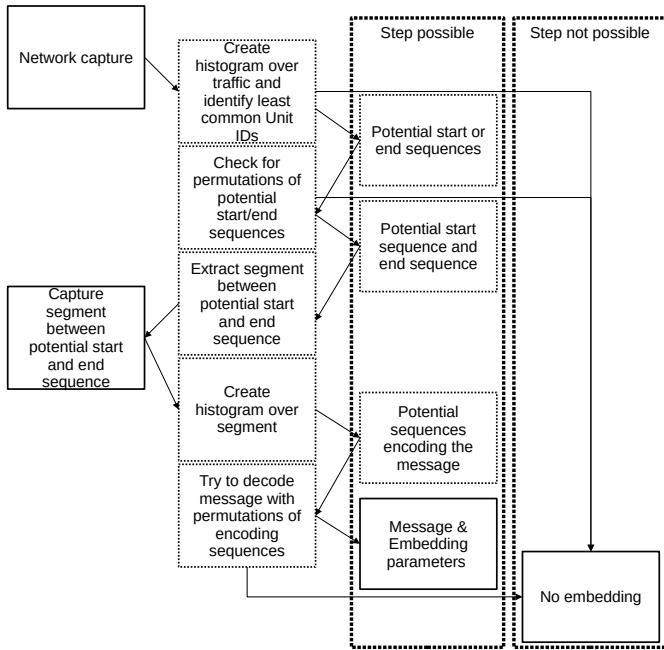 Network capture
Create
histogram over
traffic and
identify least
common Unit
IDs
Step possible
Step not possible
Potential start or
end sequences
Check for
permutations of
potential
start/end
sequences
Potential start
sequence and
end sequence
Extract segment
between
potential start
and end
sequence
Capture
segment
between
potential start
and end
sequence
Create
histogram over
segment
Potential
sequences
encoding the
message
Try to decode
message with
permutations of
encoding
sequences
Message &
Embedding
parameters
No embedding